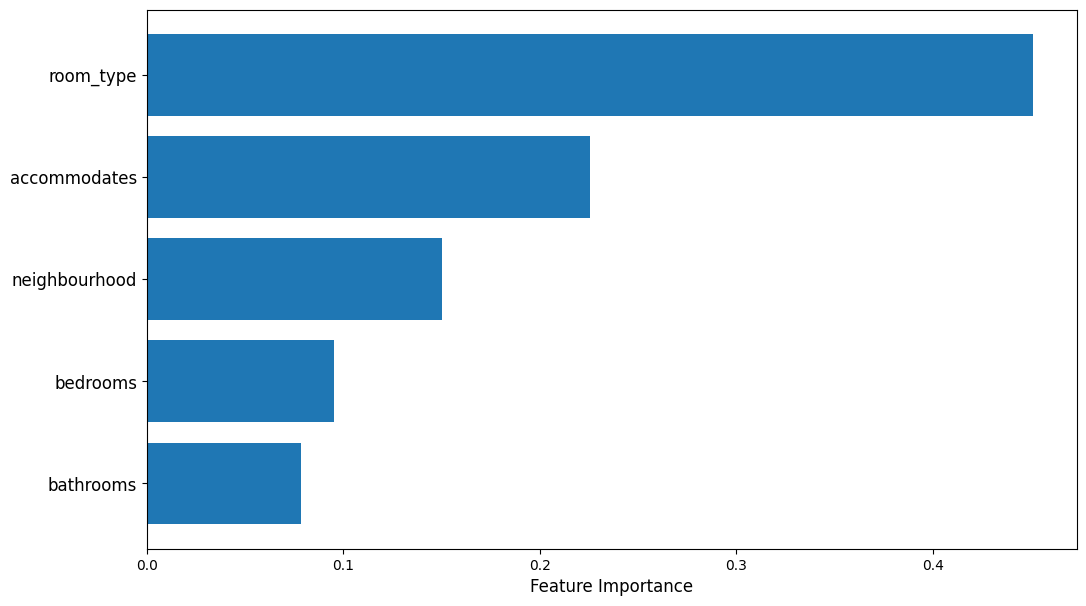 room_type
accommodates
neighbourhood
bedrooms
bathrooms
0.0 0.1 0.2 0.3 0.4
Feature Importance